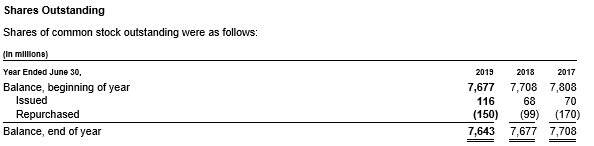 Shares Outstanding
Shares of common stock outstanding were as follows:
(In millions)
Year Ended June 30, 2019 2018 2017
Balance, beginning of year 7,677 7,708 7,808
Issued 116 68 70
Repurchased (150) (99) (170)
Balance, end of year 7,643 7,677 7,708